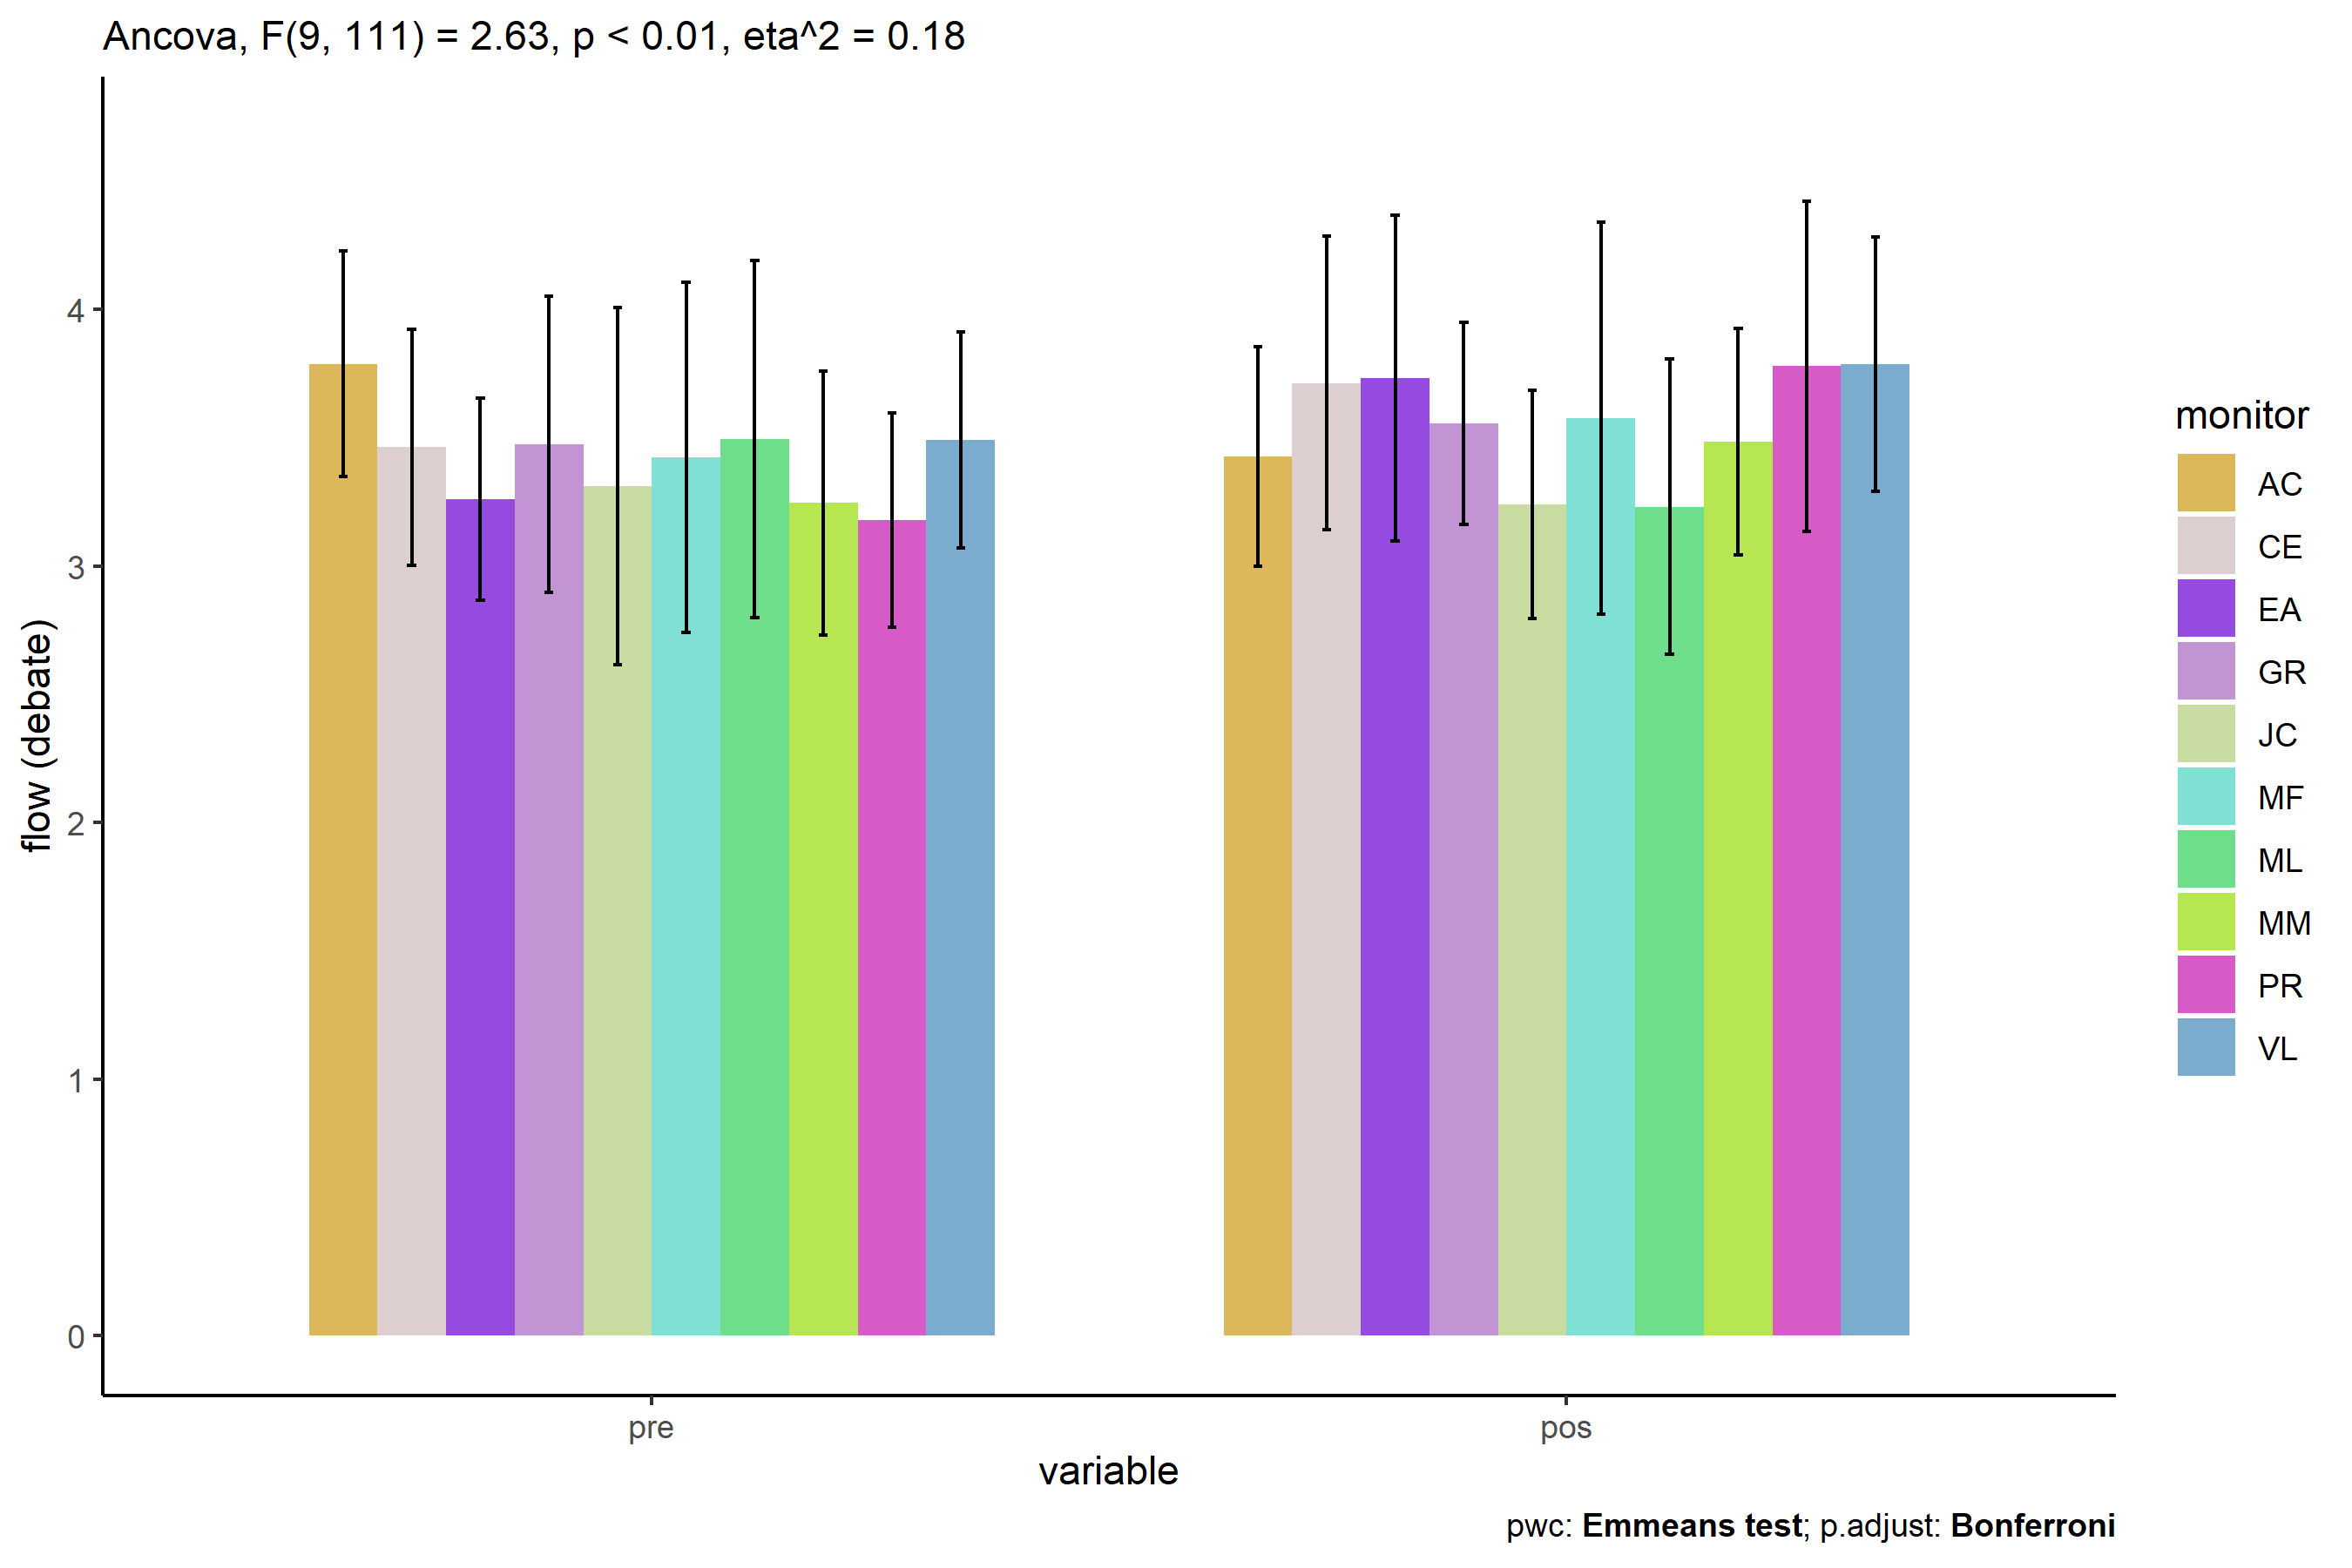 Ancova, F(9, 111) = 2.63, p < 0.01, eta^2 = 0.18
flow (debate)
4
3
2
1
0
pre
pos
variable
monitor
AC
CE
EA
GR
JC
MF
ML
MM
PR
VL
pwc: Emmeans test; p.adjust: Bonferroni